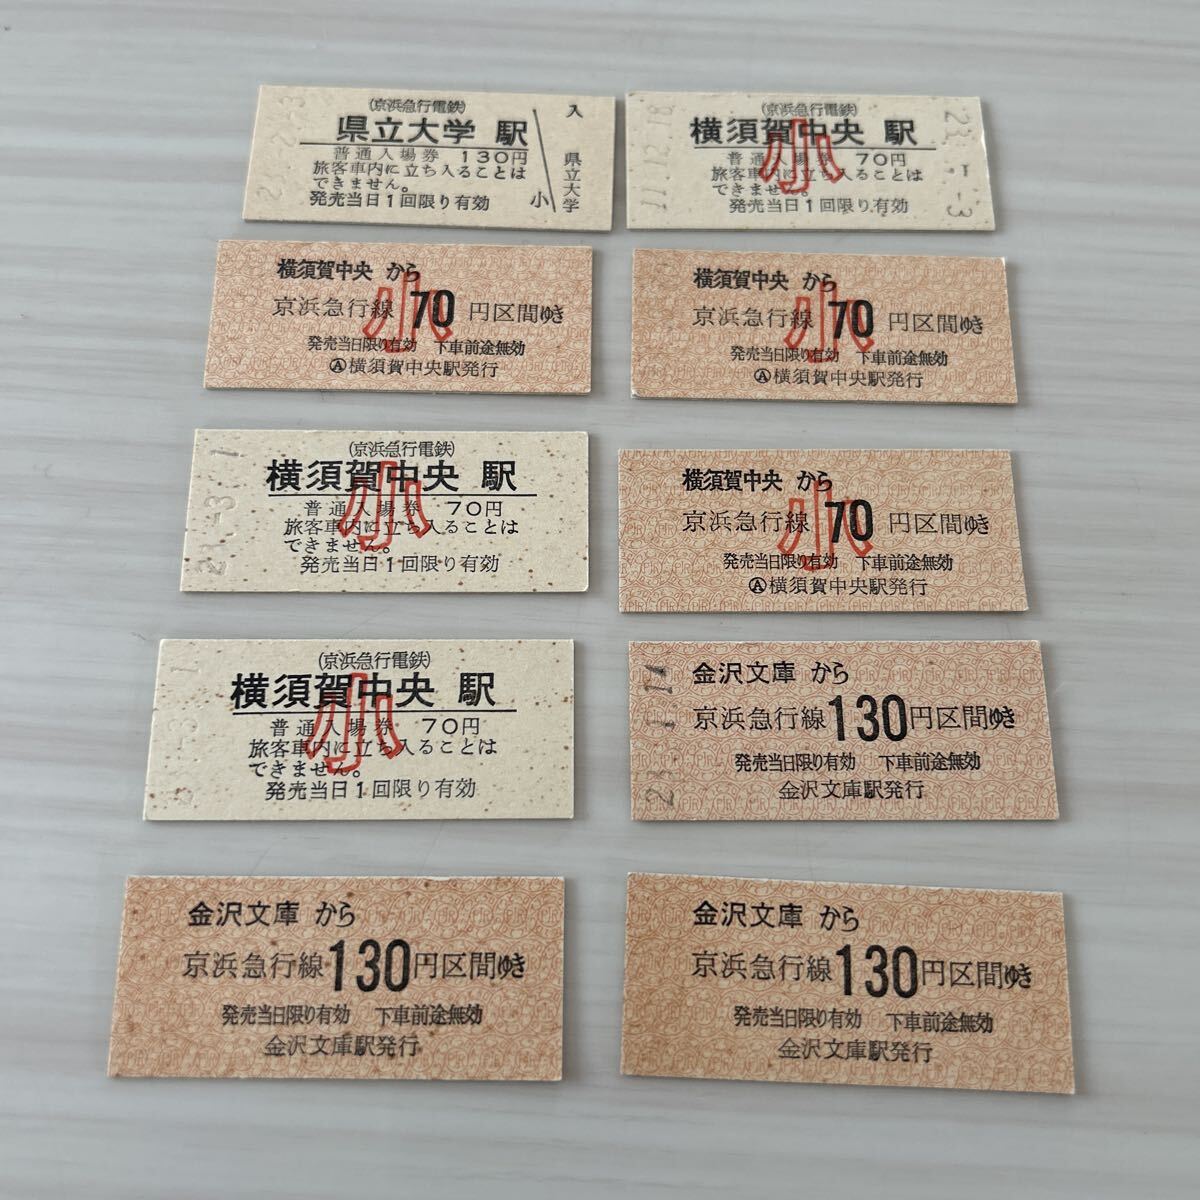 (京浜急行電鉄)
県立大学 駅
普通入場券 130円
旅客車内に立ち入ることは
できません。
発売当日1回限り有効
入
県立大学
小
(京浜急行電鉄)
横須賀中央 駅
普通入場券 70円
旅客車内に立ち入ることは
できません。
発売当日1回限り有効
小
11.12.18
横須賀中央 から
京浜急行線 70 円区間ゆき
発売当日限り有効 下車前途無効
Ⓐ横須賀中央駅発行
小
横須賀中央 から
京浜急行線 70 円区間ゆき
発売当日限り有効 下車前途無効
Ⓐ横須賀中央駅発行
小
(京浜急行電鉄)
横須賀中央 駅
普通入場券 70円
旅客車内に立ち入ることは
できません。
発売当日1回限り有効
小
横須賀中央 から
京浜急行線 70 円区間ゆき
発売当日限り有効 下車前途無効
Ⓐ横須賀中央駅発行
小
(京浜急行電鉄)
横須賀中央 駅
普通入場券 70円
旅客車内に立ち入ることは
できません。
発売当日1回限り有効
小
金沢文庫 から
京浜急行線 130円区間ゆき
発売当日限り有効 下車前途無効
金沢文庫駅発行
金沢文庫 から
京浜急行線 130円区間ゆき
発売当日限り有効 下車前途無効
金沢文庫駅発行
金沢文庫 から
京浜急行線 130円区間ゆき
発売当日限り有効 下車前途無効
金沢文庫駅発行